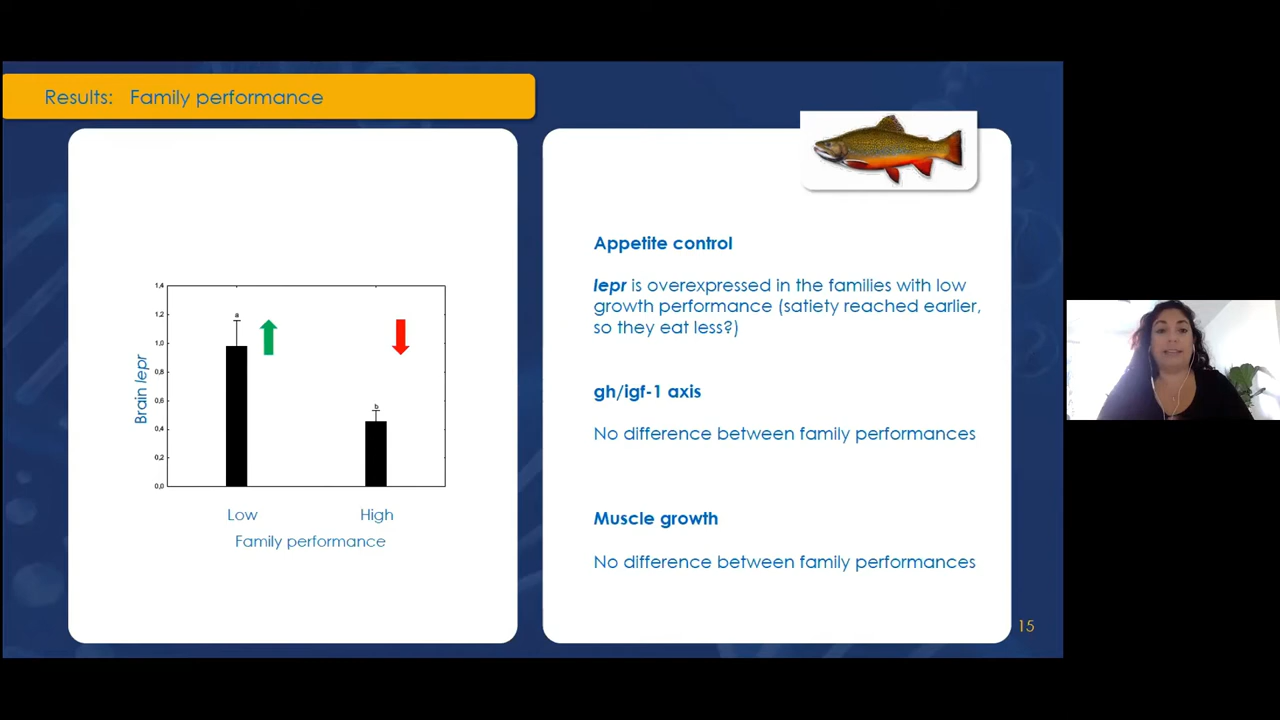 Results: Family performance
1,4
1,2
1,0
0,8
0,6
0,4
0,2
0,0
Brain lepr
a
b
Low
High
Family performance
Appetite control
lepr is overexpressed in the families with low
growth performance (satiety reached earlier,
so they eat less?)
gh/igf-1 axis
No difference between family performances
Muscle growth
No difference between family performances
15